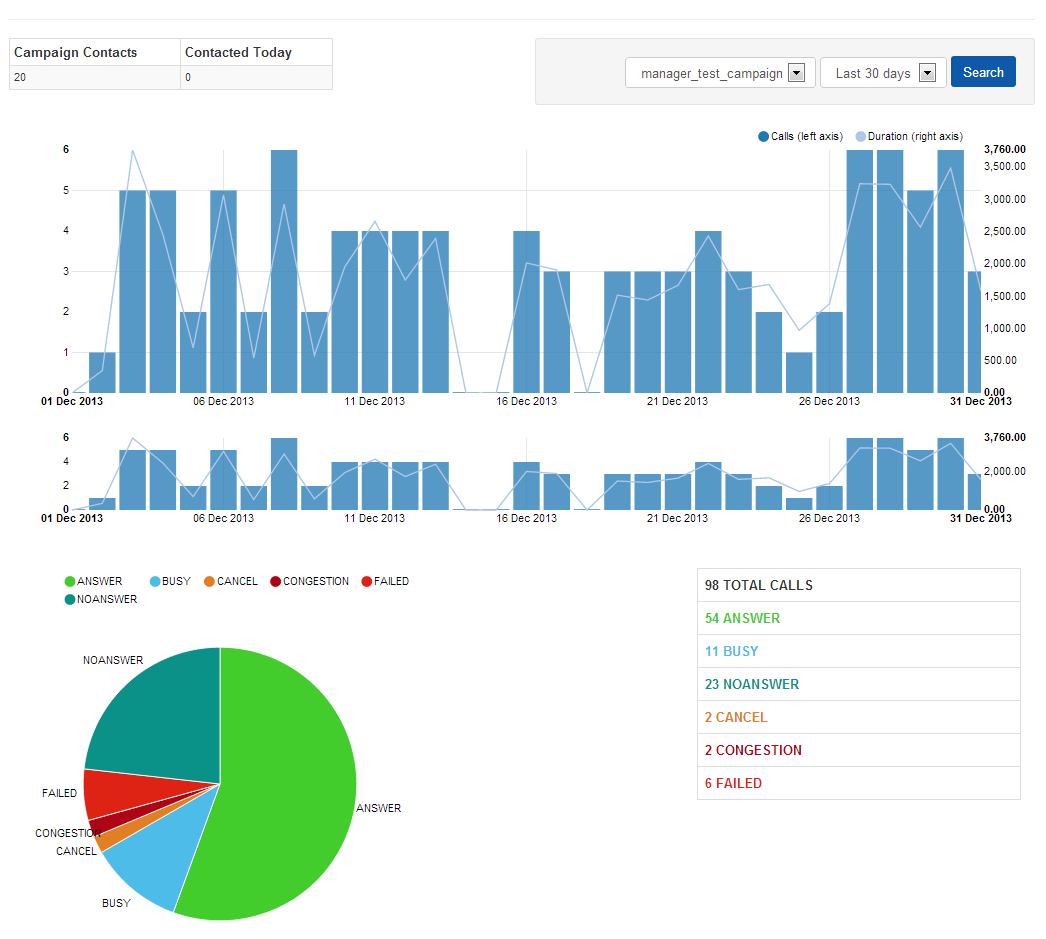 Campaign Contacts Contacted Today
20 0
manager_test_campaign Last 30 days Search
Calls (left axis) Duration (right axis)
6 3,760.00
3,500.00
5 3,000.00
4 2,500.00
3 2,000.00
2 1,500.00
1,000.00
1 500.00
0 0.00
01 Dec 2013 06 Dec 2013 11 Dec 2013 16 Dec 2013 21 Dec 2013 26 Dec 2013 31 Dec 2013
6 3,760.00
4 2,000.00
2
0 0.00
01 Dec 2013 06 Dec 2013 11 Dec 2013 16 Dec 2013 21 Dec 2013 26 Dec 2013 31 Dec 2013
ANSWER BUSY CANCEL CONGESTION FAILED
NOANSWER
NOANSWER
FAILED
ANSWER
CONGESTION
CANCEL
BUSY
98 TOTAL CALLS
54 ANSWER
11 BUSY
23 NOANSWER
2 CANCEL
2 CONGESTION
6 FAILED